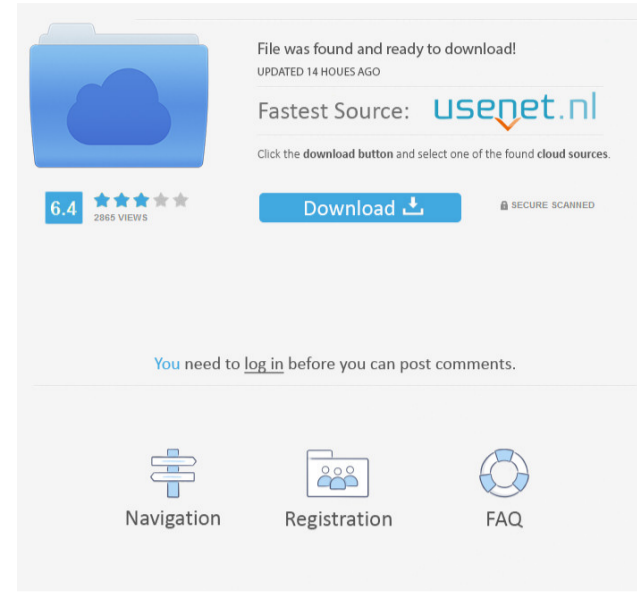 File was found and ready to download!
UPDATED 14 HOUES AGO
Fastest Source: usenet.nl
Click the download button and select one of the found cloud sources.
6.4
2865 VIEWS
Download
SECURE SCANNED
You need to log in before you can post comments.
Navigation
Registration
FAQ